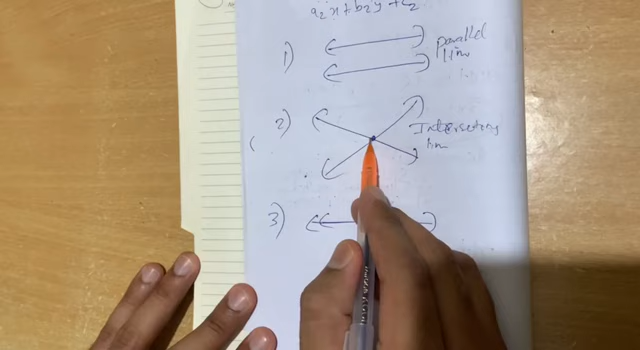 a₂x + b₂y + c₂
1)
parallel
line
2)
Intersecting
line
3)